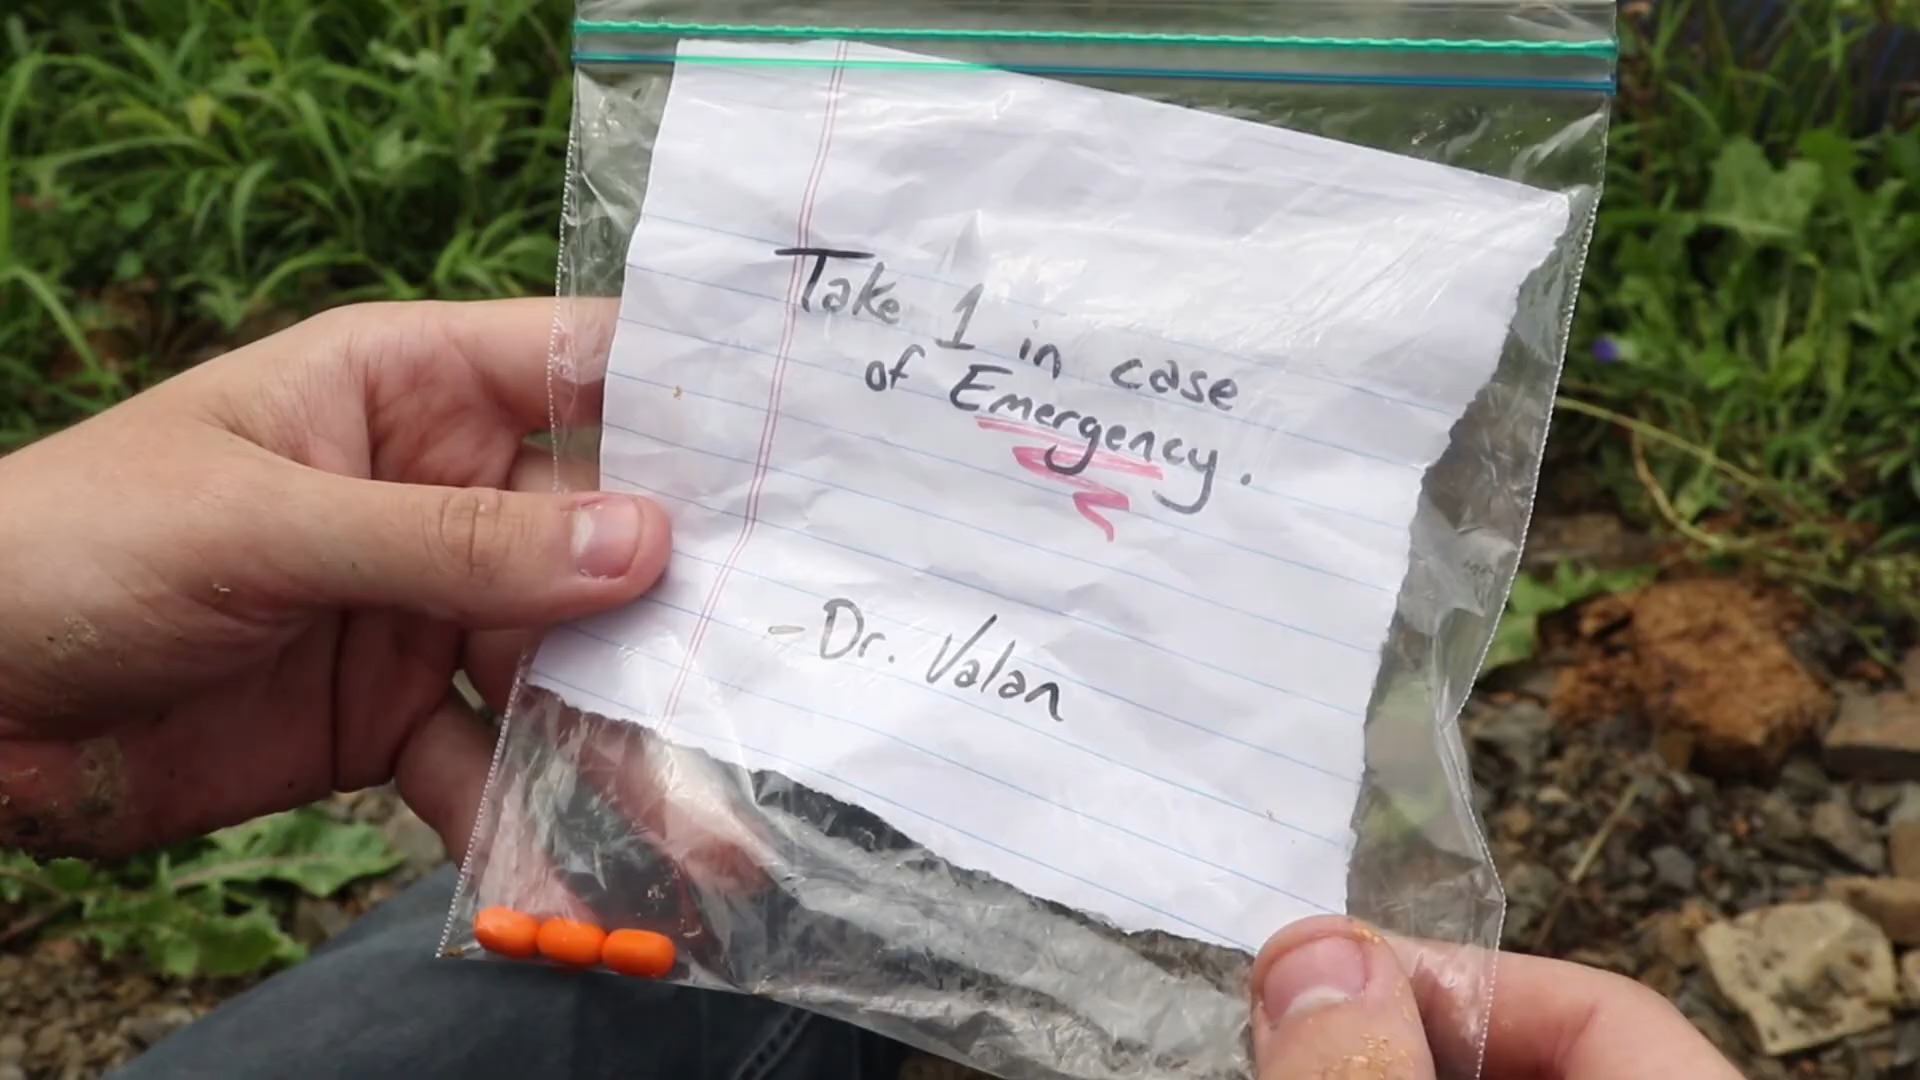 Take 1 in case
of Emergency.
- Dr. Valan